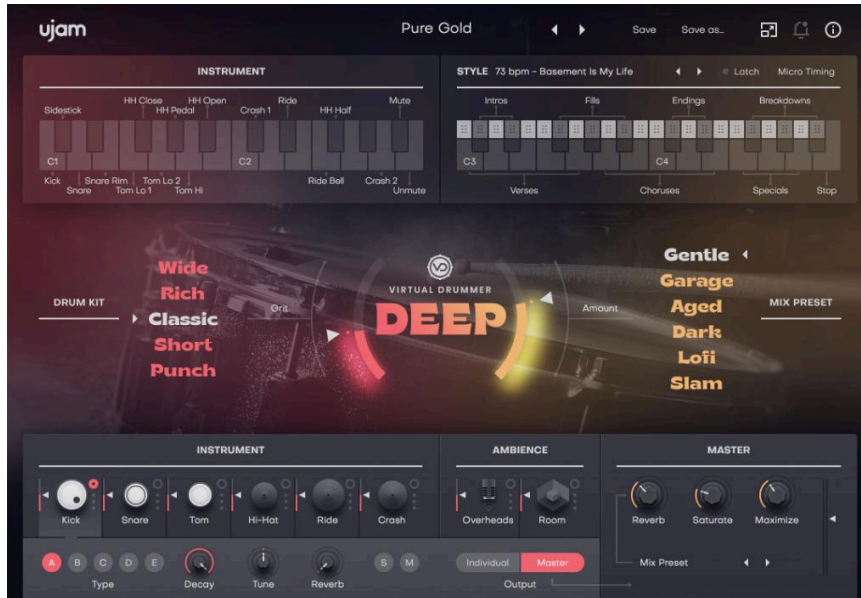 ujam Pure Gold Save Save as...
INSTRUMENT
Sidestick HH Close HH Pedal HH Open Crash 1 Ride HH Half Mute
C1 C2
Kick Snare Snare Rim Tom Lo 1 Tom Lo 2 Tom Hi Ride Bell Crash 2 Unmute
STYLE 73 bpm - Basement Is My Life Latch Micro Timing
Intros Fills Endings Breakdowns
C3 C4
Verses Choruses Specials Stop
DRUM KIT
Wide
Rich
Classic
Short
Punch
Grit
VD
VIRTUAL DRUMMER
DEEP
Amount
Gentle
Garage
Aged
Dark
Lofi
Slam
MIX PRESET
INSTRUMENT
Kick Snare Tom Hi-Hat Ride Crash
A B C D E
Type Decay Tune Reverb
S M
AMBIENCE
Overheads Room
Individual Master
Output
MASTER
Reverb Saturate Maximize
Mix Preset